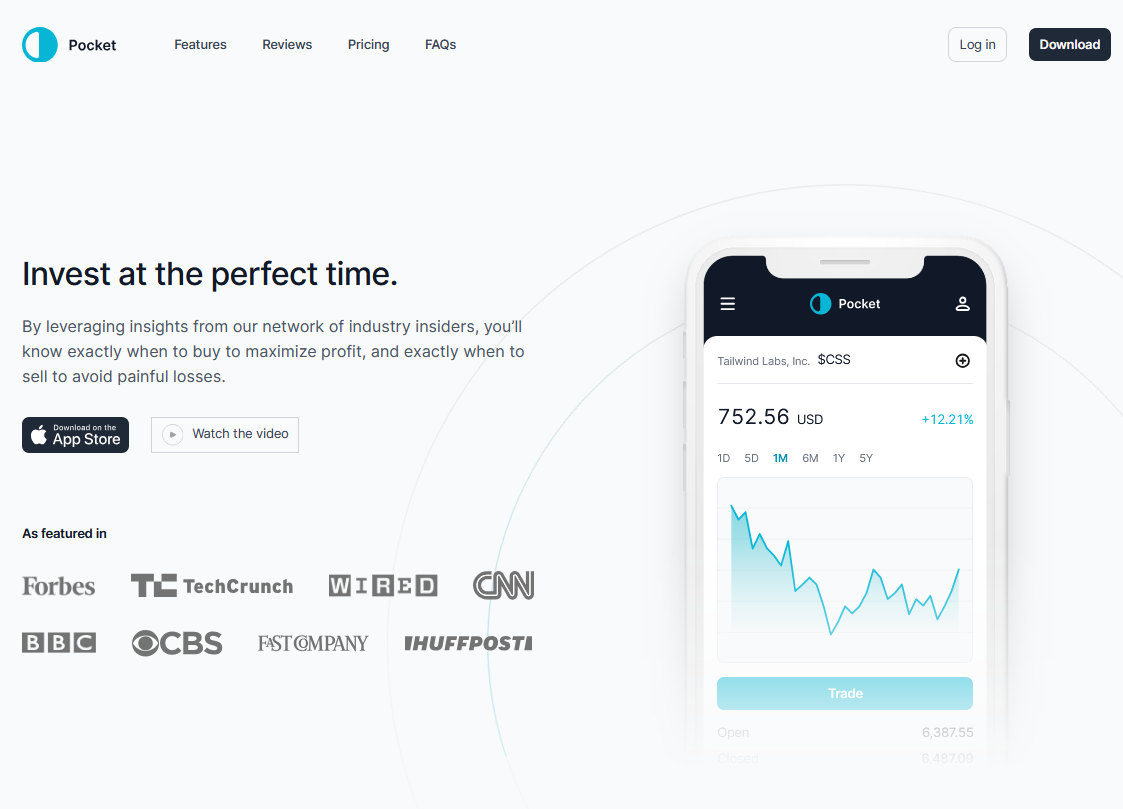 Pocket
Features
Reviews
Pricing
FAQs
Log in
Download
Invest at the perfect time.
By leveraging insights from our network of industry insiders, you’ll
know exactly when to buy to maximize profit, and exactly when to
sell to avoid painful losses.
Download on the
App Store
Watch the video
As featured in
Forbes
TC TechCrunch
WIRED
CNN
BBC
CBS
FAST COMPANY
HUFFPOST
Pocket
Tailwind Labs, Inc. $CSS
752.56 USD
+12.21%
1D 5D 1M 6M 1Y 5Y
Trade
Open 6,387.55
Closed 6,487.09